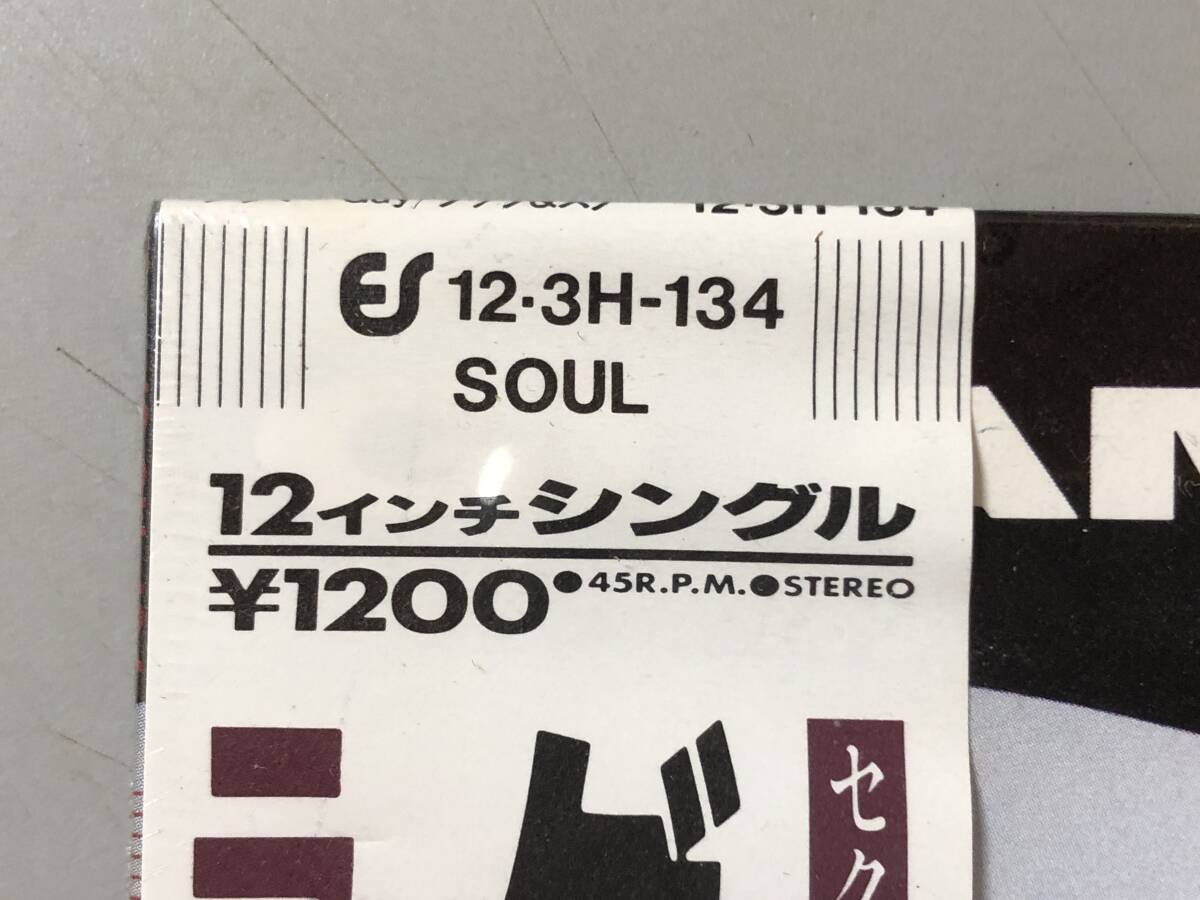 12·3H-134
SOUL
12インチシングル
¥1200●45R.P.M.●STEREO
セク